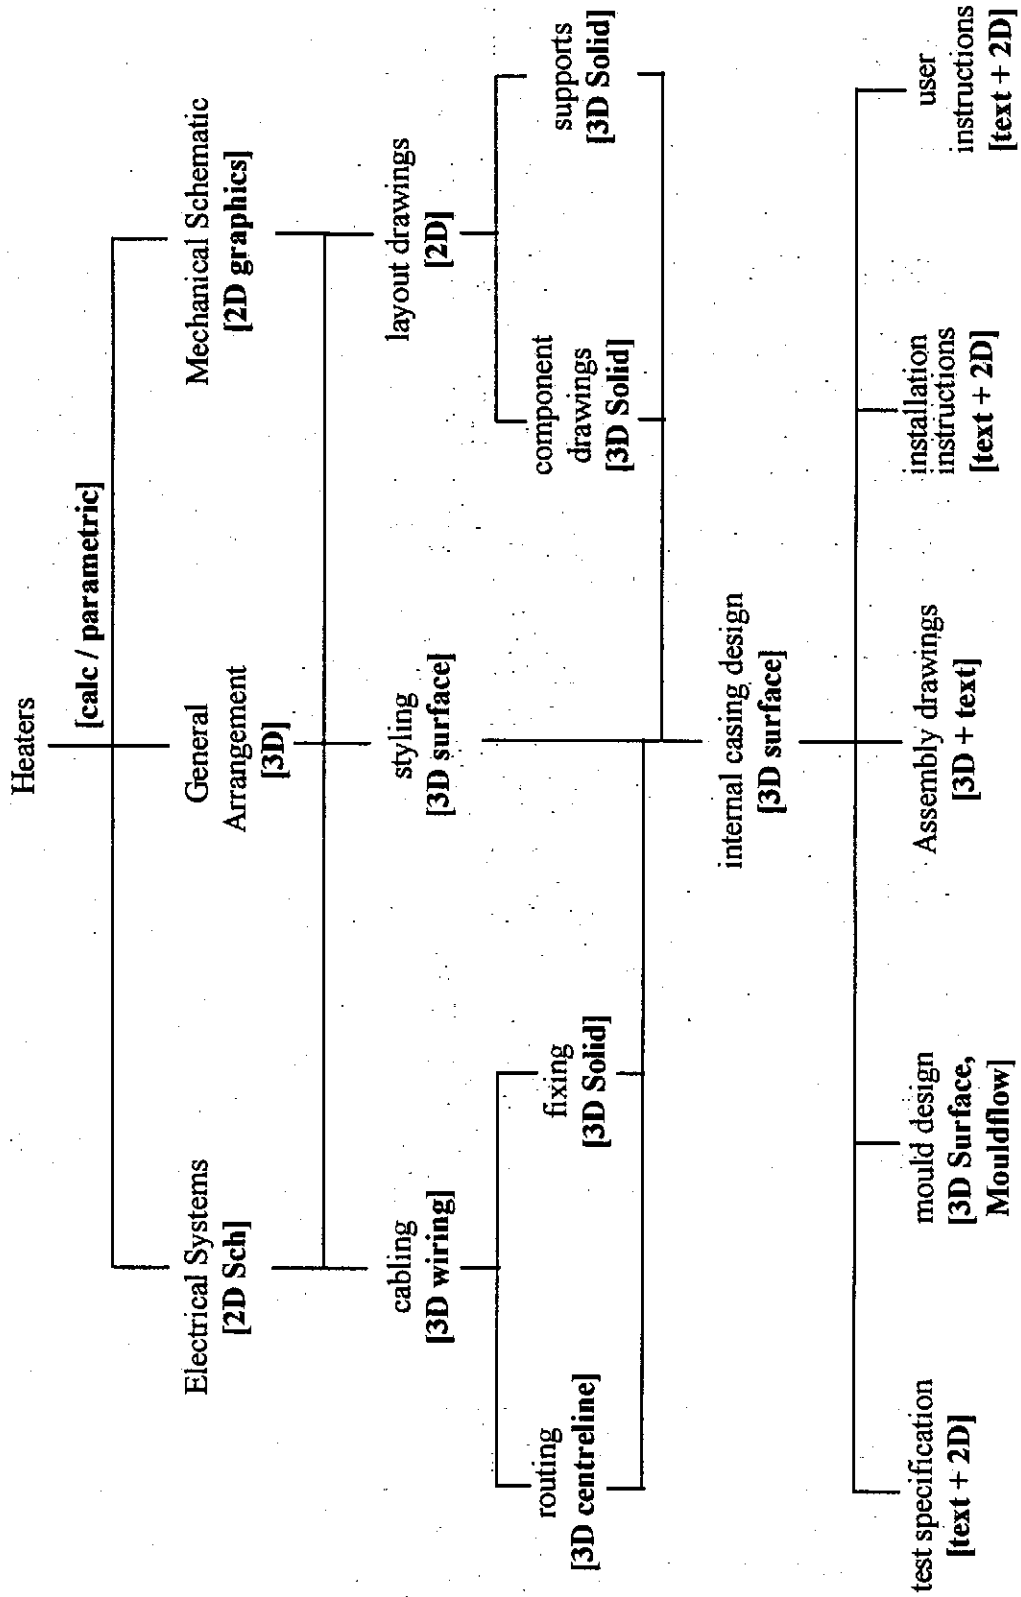 Heaters
[calc / parametric]
Electrical Systems
[2D Sch]
General
Arrangement
[3D]
Mechanical Schematic
[2D graphics]
cabling
[3D wiring]
styling
[3D surface]
layout drawings
[2D]
routing
[3D centreline]
fixing
[3D Solid]
component
drawings
[3D Solid]
supports
[3D Solid]
internal casing design
[3D surface]
test specification
[text + 2D]
mould design
[3D Surface,
Mouldflow]
Assembly drawings
[3D + text]
installation
instructions
[text + 2D]
user
instructions
[text + 2D]